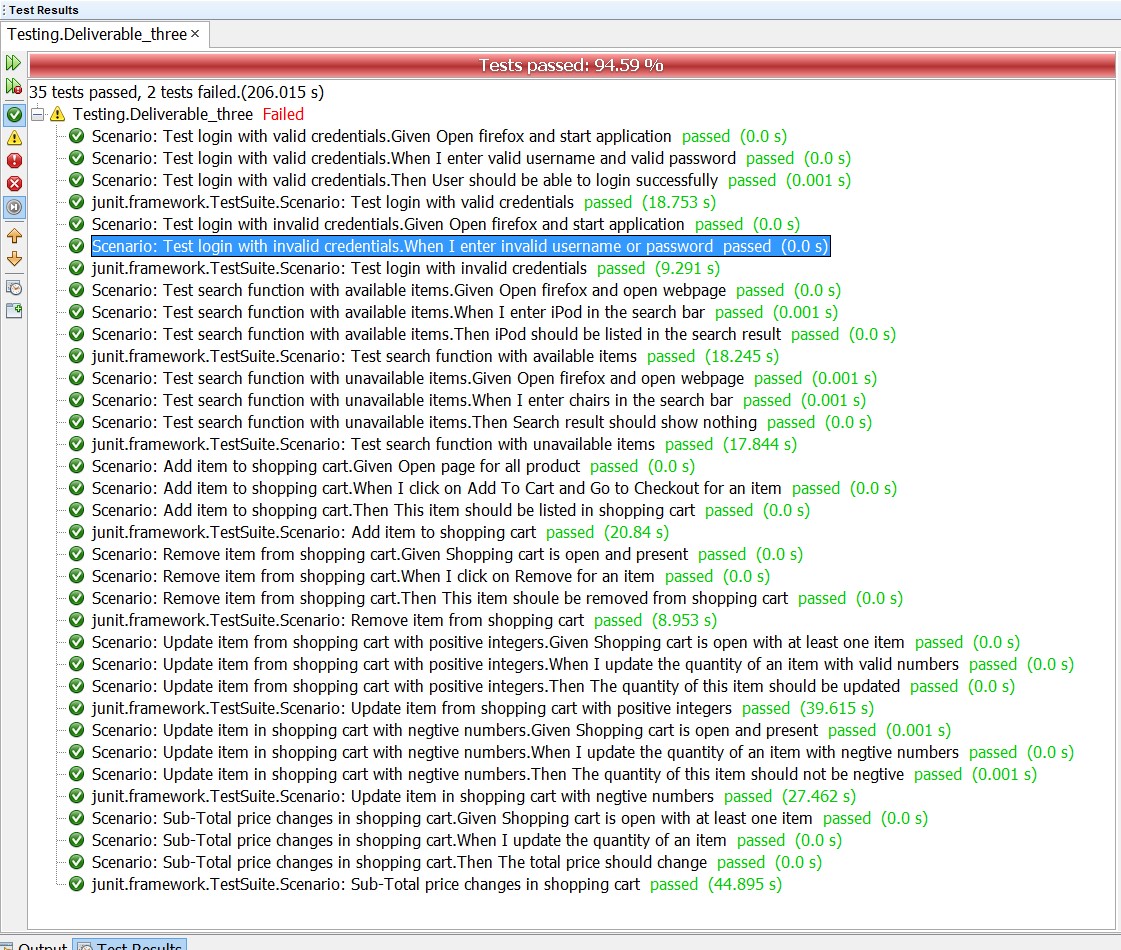 Test Results
Testing.Deliverable_three ×
Tests passed: 94.59 %
35 tests passed, 2 tests failed.(206.015 s)
Testing.Deliverable_three Failed
Scenario: Test login with valid credentials.Given Open firefox and start application passed (0.0 s)
Scenario: Test login with valid credentials.When I enter valid username and valid password passed (0.0 s)
Scenario: Test login with valid credentials.Then User should be able to login successfully passed (0.001 s)
junit.framework.TestSuite.Scenario: Test login with valid credentials passed (18.753 s)
Scenario: Test login with invalid credentials.Given Open firefox and start application passed (0.0 s)
Scenario: Test login with invalid credentials.When I enter invalid username or password passed (0.0 s)
junit.framework.TestSuite.Scenario: Test login with invalid credentials passed (9.291 s)
Scenario: Test search function with available items.Given Open firefox and open webpage passed (0.0 s)
Scenario: Test search function with available items.When I enter iPod in the search bar passed (0.001 s)
Scenario: Test search function with available items.Then iPod should be listed in the search result passed (0.0 s)
junit.framework.TestSuite.Scenario: Test search function with available items passed (18.245 s)
Scenario: Test search function with unavailable items.Given Open firefox and open webpage passed (0.001 s)
Scenario: Test search function with unavailable items.When I enter chairs in the search bar passed (0.001 s)
Scenario: Test search function with unavailable items.Then Search result should show nothing passed (0.0 s)
junit.framework.TestSuite.Scenario: Test search function with unavailable items passed (17.844 s)
Scenario: Add item to shopping cart.Given Open page for all product passed (0.0 s)
Scenario: Add item to shopping cart.When I click on Add To Cart and Go to Checkout for an item passed (0.0 s)
Scenario: Add item to shopping cart.Then This item should be listed in shopping cart passed (0.0 s)
junit.framework.TestSuite.Scenario: Add item to shopping cart passed (20.84 s)
Scenario: Remove item from shopping cart.Given Shopping cart is open and present passed (0.0 s)
Scenario: Remove item from shopping cart.When I click on Remove for an item passed (0.0 s)
Scenario: Remove item from shopping cart.Then This item shoule be removed from shopping cart passed (0.0 s)
junit.framework.TestSuite.Scenario: Remove item from shopping cart passed (8.953 s)
Scenario: Update item from shopping cart with positive integers.Given Shopping cart is open with at least one item passed (0.0 s)
Scenario: Update item from shopping cart with positive integers.When I update the quantity of an item with valid numbers passed (0.0 s)
Scenario: Update item from shopping cart with positive integers.Then The quantity of this item should be updated passed (0.0 s)
junit.framework.TestSuite.Scenario: Update item from shopping cart with positive integers passed (39.615 s)
Scenario: Update item in shopping cart with negtive numbers.Given Shopping cart is open and present passed (0.001 s)
Scenario: Update item in shopping cart with negtive numbers.When I update the quantity of an item with negtive numbers passed (0.0 s)
Scenario: Update item in shopping cart with negtive numbers.Then The quantity of this item should not be negtive passed (0.001 s)
junit.framework.TestSuite.Scenario: Update item in shopping cart with negtive numbers passed (27.462 s)
Scenario: Sub-Total price changes in shopping cart.Given Shopping cart is open with at least one item passed (0.0 s)
Scenario: Sub-Total price changes in shopping cart.When I update the quantity of an item passed (0.0 s)
Scenario: Sub-Total price changes in shopping cart.Then The total price should change passed (0.0 s)
junit.framework.TestSuite.Scenario: Sub-Total price changes in shopping cart passed (44.895 s)
Output Test Results